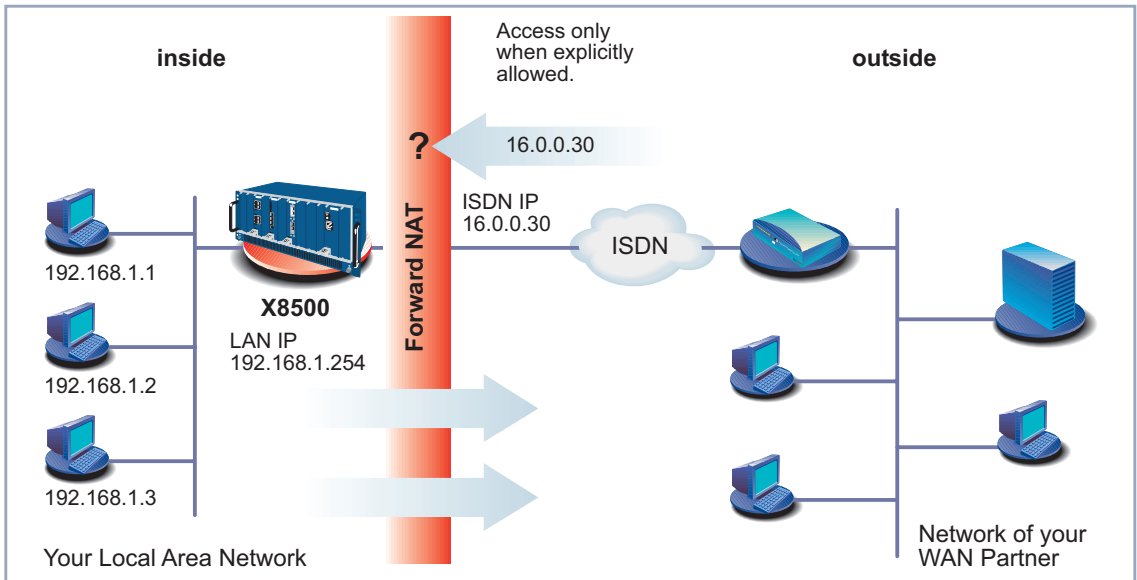 inside
Access only
when explicitly
allowed.
outside
?
16.0.0.30
ISDN IP
16.0.0.30
ISDN
Forward NAT
192.168.1.1
X8500
LAN IP
192.168.1.254
192.168.1.2
192.168.1.3
Your Local Area Network
Network of your
WAN Partner